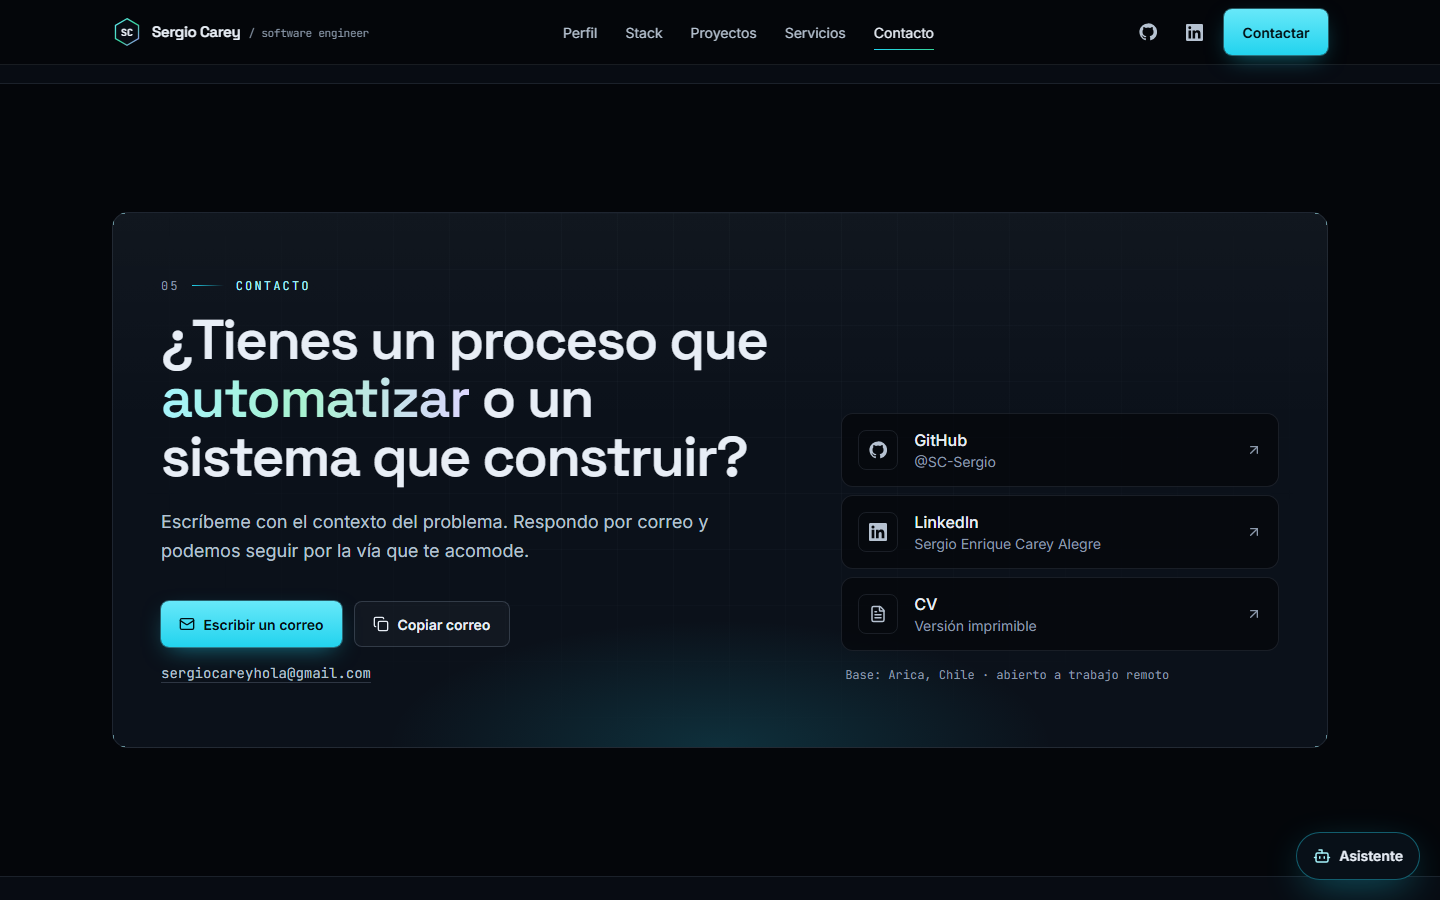 SC Sergio Carey / software engineer
Perfil Stack Proyectos Servicios Contacto
Contactar
05 CONTACTO
¿Tienes un proceso que
automatizar o un
sistema que construir?
Escríbeme con el contexto del problema. Respondo por correo y
podemos seguir por la vía que te acomode.
Escribir un correo
Copiar correo
sergiocareyhola@gmail.com
GitHub
@SC-Sergio
LinkedIn
Sergio Enrique Carey Alegre
CV
Versión imprimible
Base: Arica, Chile · abierto a trabajo remoto
Asistente